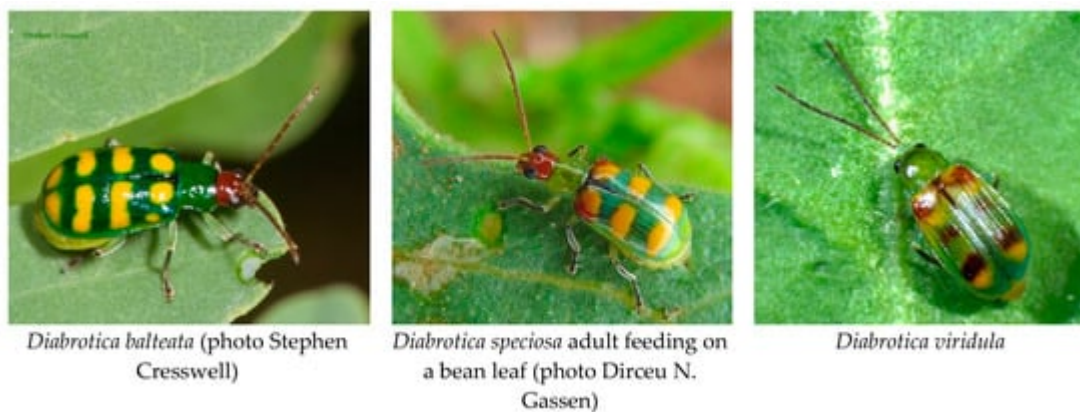 Diabrotica balteata (photo Stephen
Cresswell)
Diabrotica speciosa adult feeding on
a bean leaf (photo Dirceu N.
Gassen)
Diabrotica viridula